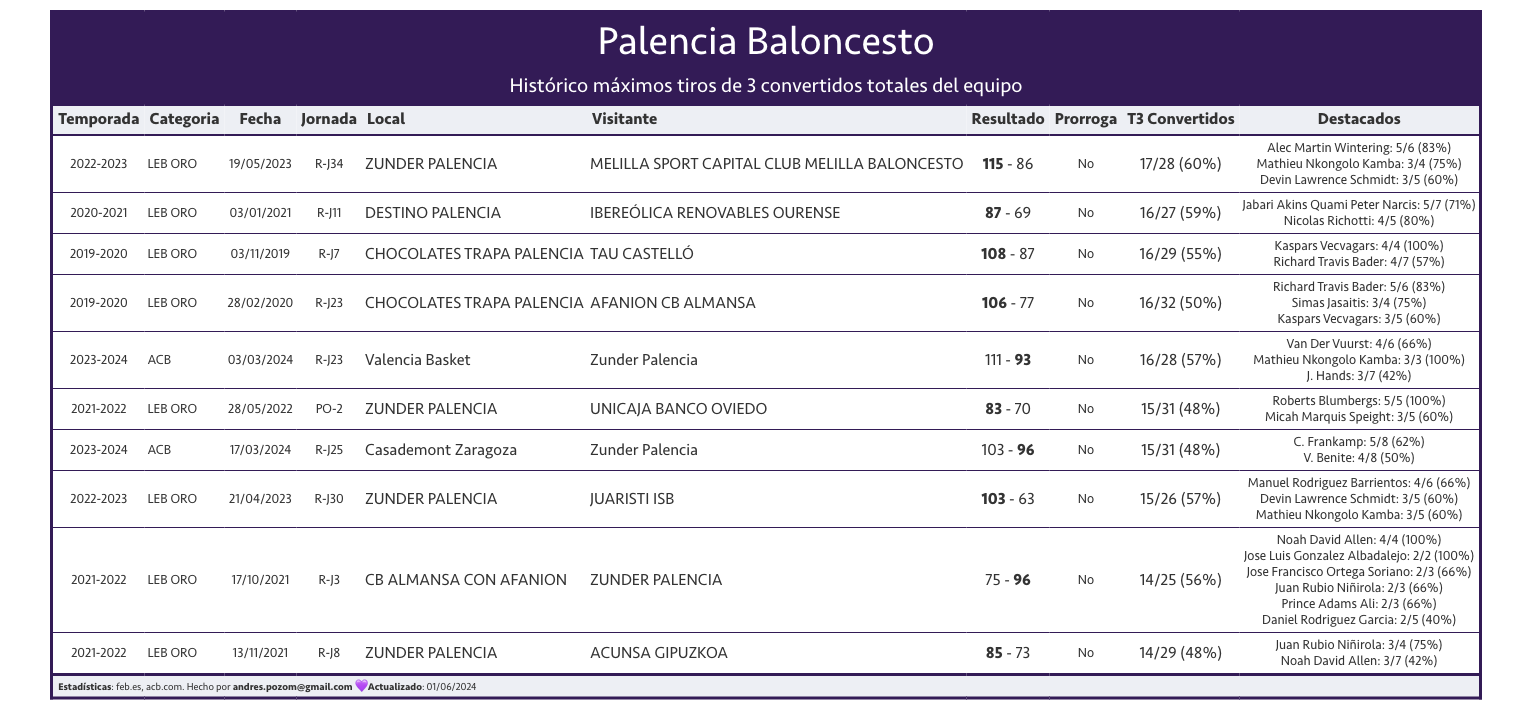 Palencia Baloncesto
Histórico máximos tiros de 3 convertidos totales del equipo
Temporada Categoria Fecha Jornada Local Visitante Resultado Prorroga T3 Convertidos Destacados
2022-2023 LEB ORO 19/05/2023 R-J34 ZUNDER PALENCIA MELILLA SPORT CAPITAL CLUB MELILLA BALONCESTO 115 - 86 No 17/28 (60%) Alec Martin Wintering: 5/6 (83%)
Mathieu Nkongolo Kamba: 3/4 (75%)
Devin Lawrence Schmidt: 3/5 (60%)
2020-2021 LEB ORO 03/01/2021 R-J11 DESTINO PALENCIA IBEREÓLICA RENOVABLES OURENSE 87 - 69 No 16/27 (59%) Jabari Akins Quami Peter Narcis: 5/7 (71%)
Nicolas Richotti: 4/5 (80%)
2019-2020 LEB ORO 03/11/2019 R-J7 CHOCOLATES TRAPA PALENCIA TAU CASTELLÓ 108 - 87 No 16/29 (55%) Kaspars Vecvagars: 4/4 (100%)
Richard Travis Bader: 4/7 (57%)
2019-2020 LEB ORO 28/02/2020 R-J23 CHOCOLATES TRAPA PALENCIA AFANION CB ALMANSA 106 - 77 No 16/32 (50%) Richard Travis Bader: 5/6 (83%)
Simas Jasaitis: 3/4 (75%)
Kaspars Vecvagars: 3/5 (60%)
2023-2024 ACB 03/03/2024 R-J23 Valencia Basket Zunder Palencia 111 - 93 No 16/28 (57%) Van Der Vuurst: 4/6 (66%)
Mathieu Nkongolo Kamba: 3/3 (100%)
J. Hands: 3/7 (42%)
2021-2022 LEB ORO 28/05/2022 PO-2 ZUNDER PALENCIA UNICAJA BANCO OVIEDO 83 - 70 No 15/31 (48%) Roberts Blumbergs: 5/5 (100%)
Micah Marquis Speight: 3/5 (60%)
2023-2024 ACB 17/03/2024 R-J25 Casademont Zaragoza Zunder Palencia 103 - 96 No 15/31 (48%) C. Frankamp: 5/8 (62%)
V. Benite: 4/8 (50%)
2022-2023 LEB ORO 21/04/2023 R-J30 ZUNDER PALENCIA JUARISTI ISB 103 - 63 No 15/26 (57%) Manuel Rodriguez Barrientos: 4/6 (66%)
Devin Lawrence Schmidt: 3/5 (60%)
Mathieu Nkongolo Kamba: 3/5 (60%)
2021-2022 LEB ORO 17/10/2021 R-J3 CB ALMANSA CON AFANION ZUNDER PALENCIA 75 - 96 No 14/25 (56%) Noah David Allen: 4/4 (100%)
Jose Luis Gonzalez Albadalejo: 2/2 (100%)
Jose Francisco Ortega Soriano: 2/3 (66%)
Juan Rubio Niñirola: 2/3 (66%)
Prince Adams Ali: 2/3 (66%)
Daniel Rodriguez Garcia: 2/5 (40%)
2021-2022 LEB ORO 13/11/2021 R-J8 ZUNDER PALENCIA ACUNSA GIPUZKOA 85 - 73 No 14/29 (48%) Juan Rubio Niñirola: 3/4 (75%)
Noah David Allen: 3/7 (42%)
Estadísticas: feb.es, acb.com. Hecho por andres.pozom@gmail.com 💜Actualizado: 01/06/2024